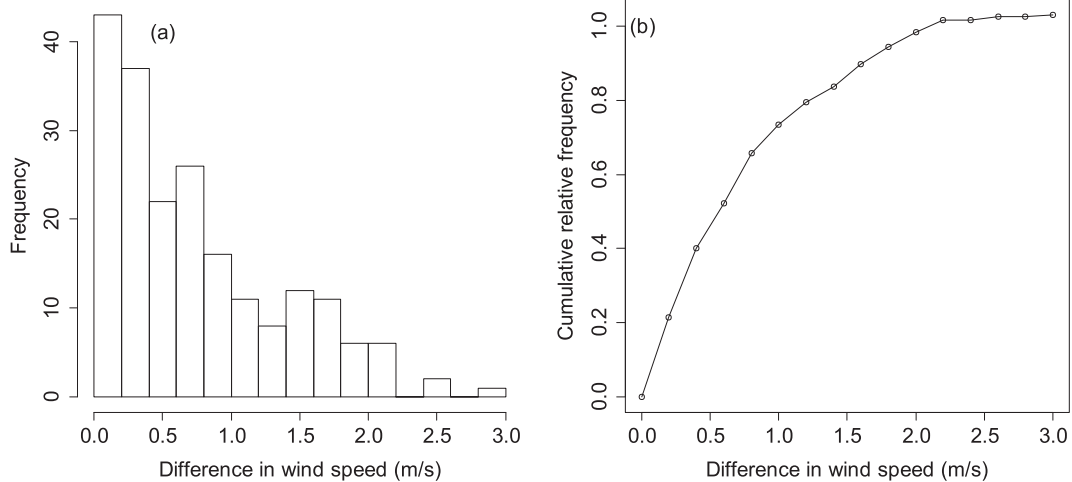 (a)
Frequency
40
30
20
10
0
0.0 0.5 1.0 1.5 2.0 2.5 3.0
Difference in wind speed (m/s)
(b)
Cumulative relative frequency
1.0
0.8
0.6
0.4
0.2
0.0
0.0 0.5 1.0 1.5 2.0 2.5 3.0
Difference in wind speed (m/s)